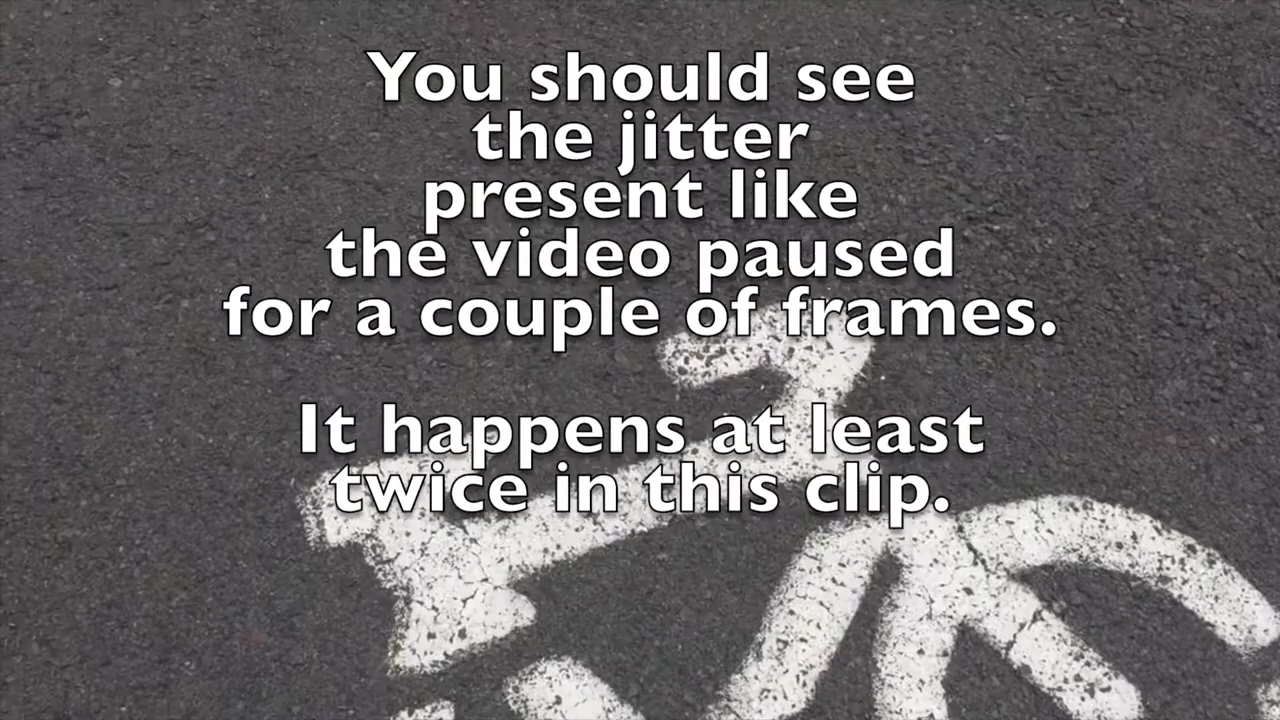 You should see
the jitter
present like
the video paused
for a couple of frames.
It happens at least
twice in this clip.